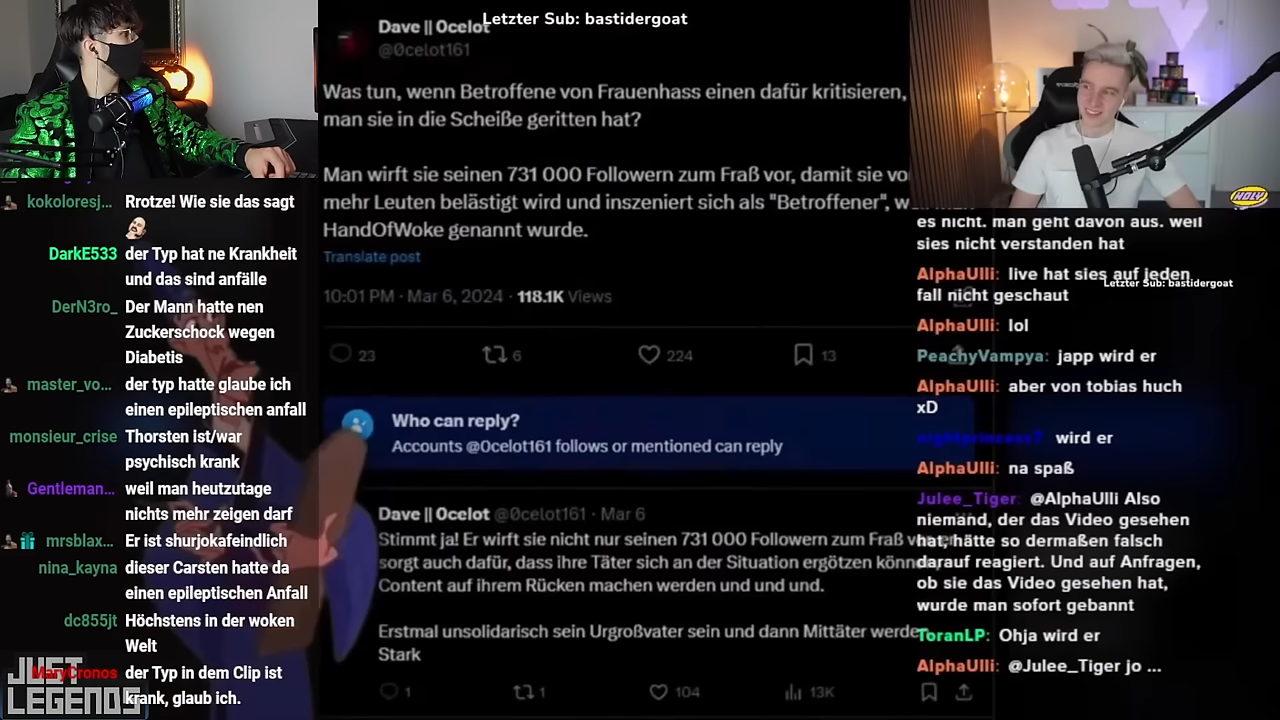 Letzter Sub: bastidergoat
Dave || 0celot
@0celot161
Was tun, wenn Betroffene von Frauenhass einen dafür kritisieren,
man sie in die Scheiße geritten hat?
Man wirft sie seinen 731 000 Followern zum Fraß vor, damit sie vo
mehr Leuten belästigt wird und inszeniert sich als "Betroffener", w
HandOfWoke genannt wurde.
Translate post
10:01 PM · Mar 6, 2024 · 118.1K Views
23 6 224 13
Who can reply?
Accounts @0celot161 follows or mentioned can reply
Dave || 0celot @0celot161 · Mar 6
Stimmt ja! Er wirft sie nicht nur seinen 731 000 Followern zum Fraß v
sorgt auch dafür, dass ihre Täter sich an der Situation ergötzen könne
Content auf ihrem Rücken machen werden und und und.
Erstmal unsolidarisch sein Urgroßvater sein und dann Mittäter werde
Stark
1 1 104 13K
kokoloresj... Rrotze! Wie sie das sagt
DarkE533 der Typ hat ne Krankheit
und das sind anfälle
DerN3ro_ Der Mann hatte nen
Zuckerschock wegen
Diabetis
master_vo... der typ hatte glaube ich
einen epileptischen anfall
monsieur_crise Thorsten ist/war
psychisch krank
Gentleman... weil man heutzutage
nichts mehr zeigen darf
mrsblax... Er ist shurjokafeindlich
nina_kayna dieser Carsten hatte da
einen epileptischen Anfall
dc855jt Höchstens in der woken
Welt
MaryCronos der Typ in dem Clip ist
krank, glaub ich.
JUST
LEGENDS
HOLY
es nicht. man geht davon aus. weil
sies nicht verstanden hat
AlphaUlli: live hat sies auf jeden
fall nicht geschaut
Letzter Sub: bastidergoat
AlphaUlli: lol
PeachyVampya: japp wird er
AlphaUlli: aber von tobias huch
xD
wird er
AlphaUlli: na spaß
Julee_Tiger: @AlphaUlli Also
niemand, der das Video gesehen
hat, hätte so dermaßen falsch
darauf reagiert. Und auf Anfragen,
ob sie das Video gesehen hat,
wurde man sofort gebannt
ToranLP: Ohja wird er
AlphaUlli: @Julee_Tiger jo ...